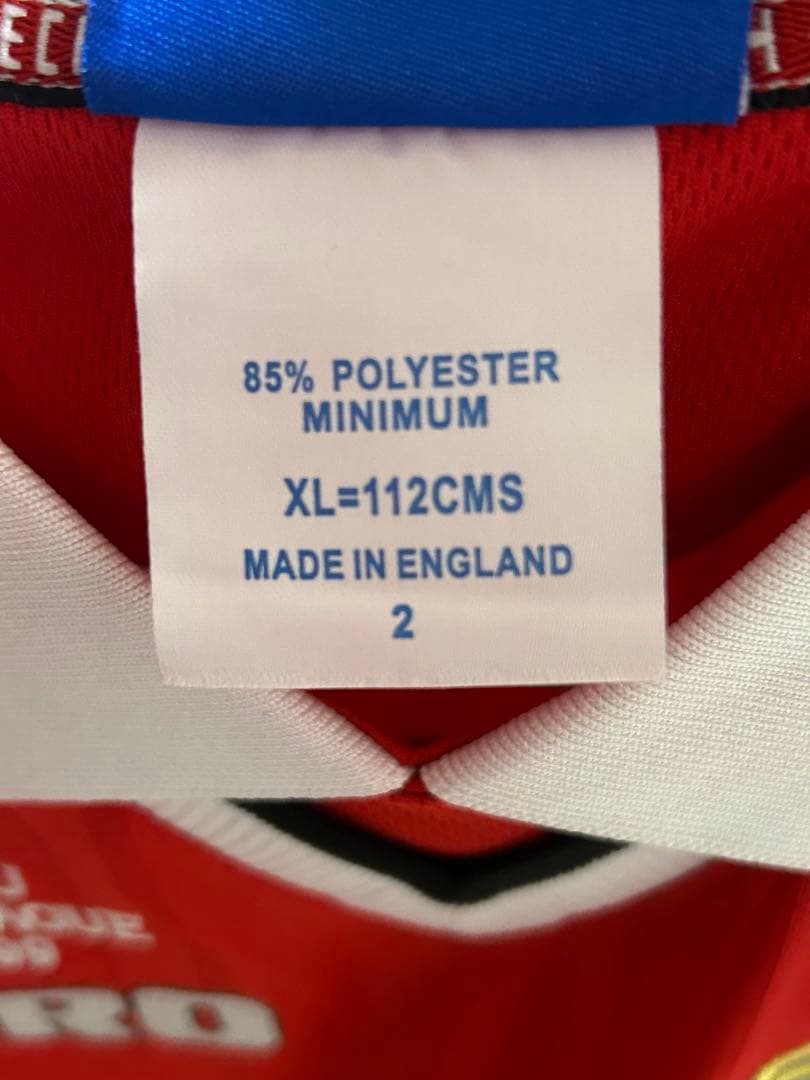 85% POLYESTER
MINIMUM
XL=112CMS
MADE IN ENGLAND
2